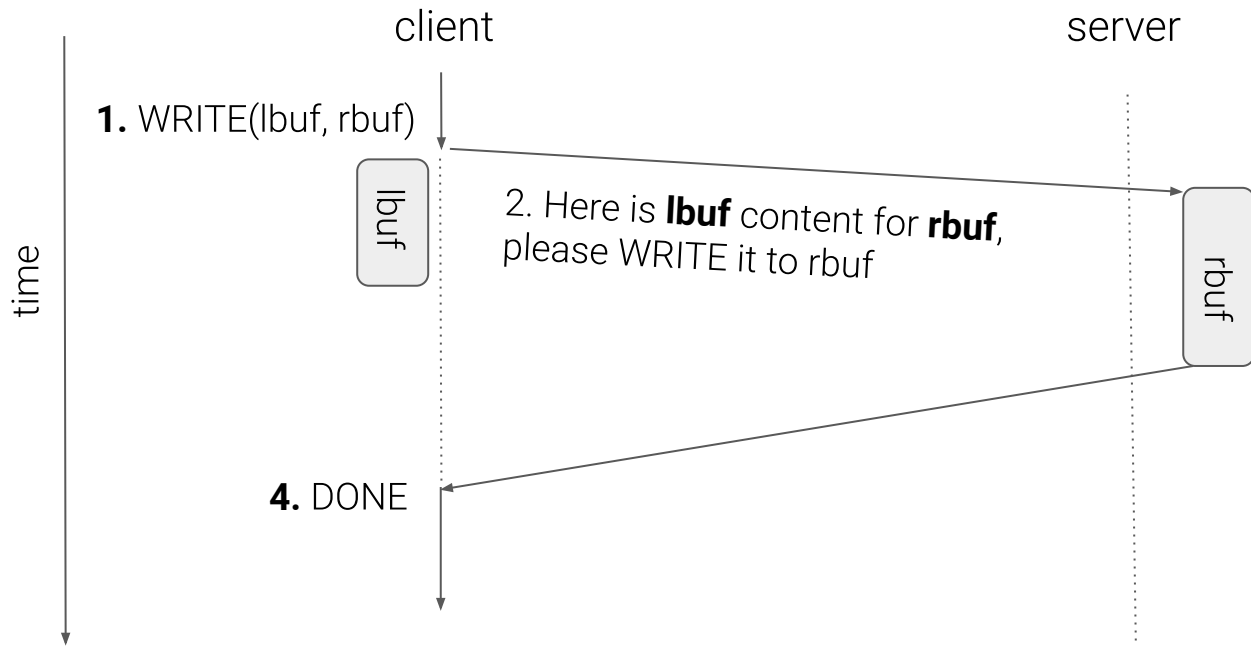 client
server
1. WRITE(lbuf, rbuf)
lbuf
2. Here is lbuf content for rbuf,
please WRITE it to rbuf
rbuf
time
4. DONE